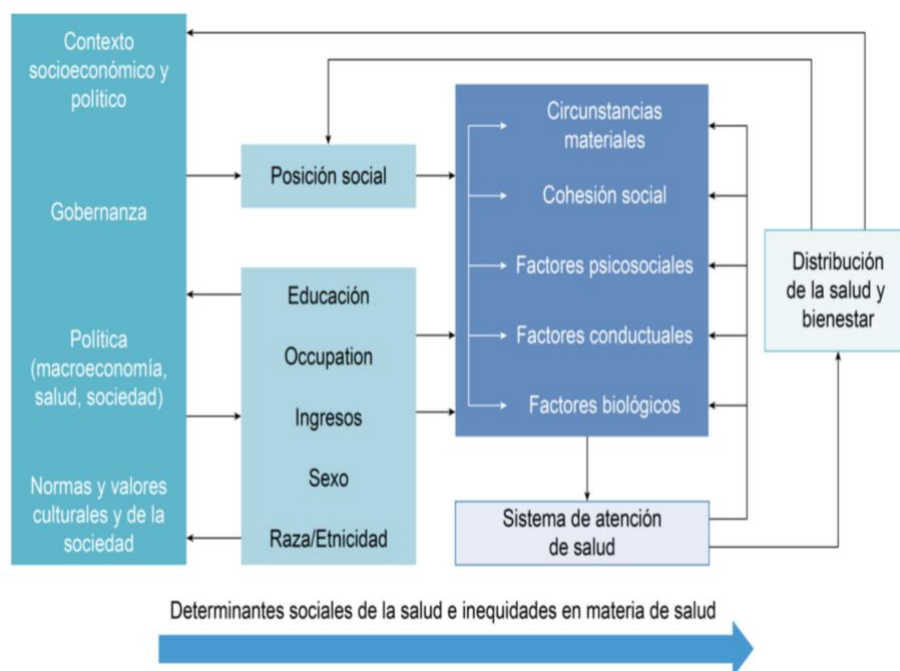 Contexto
socioeconómico y
político
Gobernanza
Política
(macroeconomía,
salud, sociedad)
Normas y valores
culturales y de la
sociedad
Posición social
Educación
Occupation
Ingresos
Sexo
Raza/Etnicidad
Circunstancias
materiales
Cohesión social
Factores psicosociales
Factores conductuales
Factores biológicos
Sistema de atención
de salud
Distribución
de la salud y
bienestar
Determinantes sociales de la salud e inequidades en materia de salud